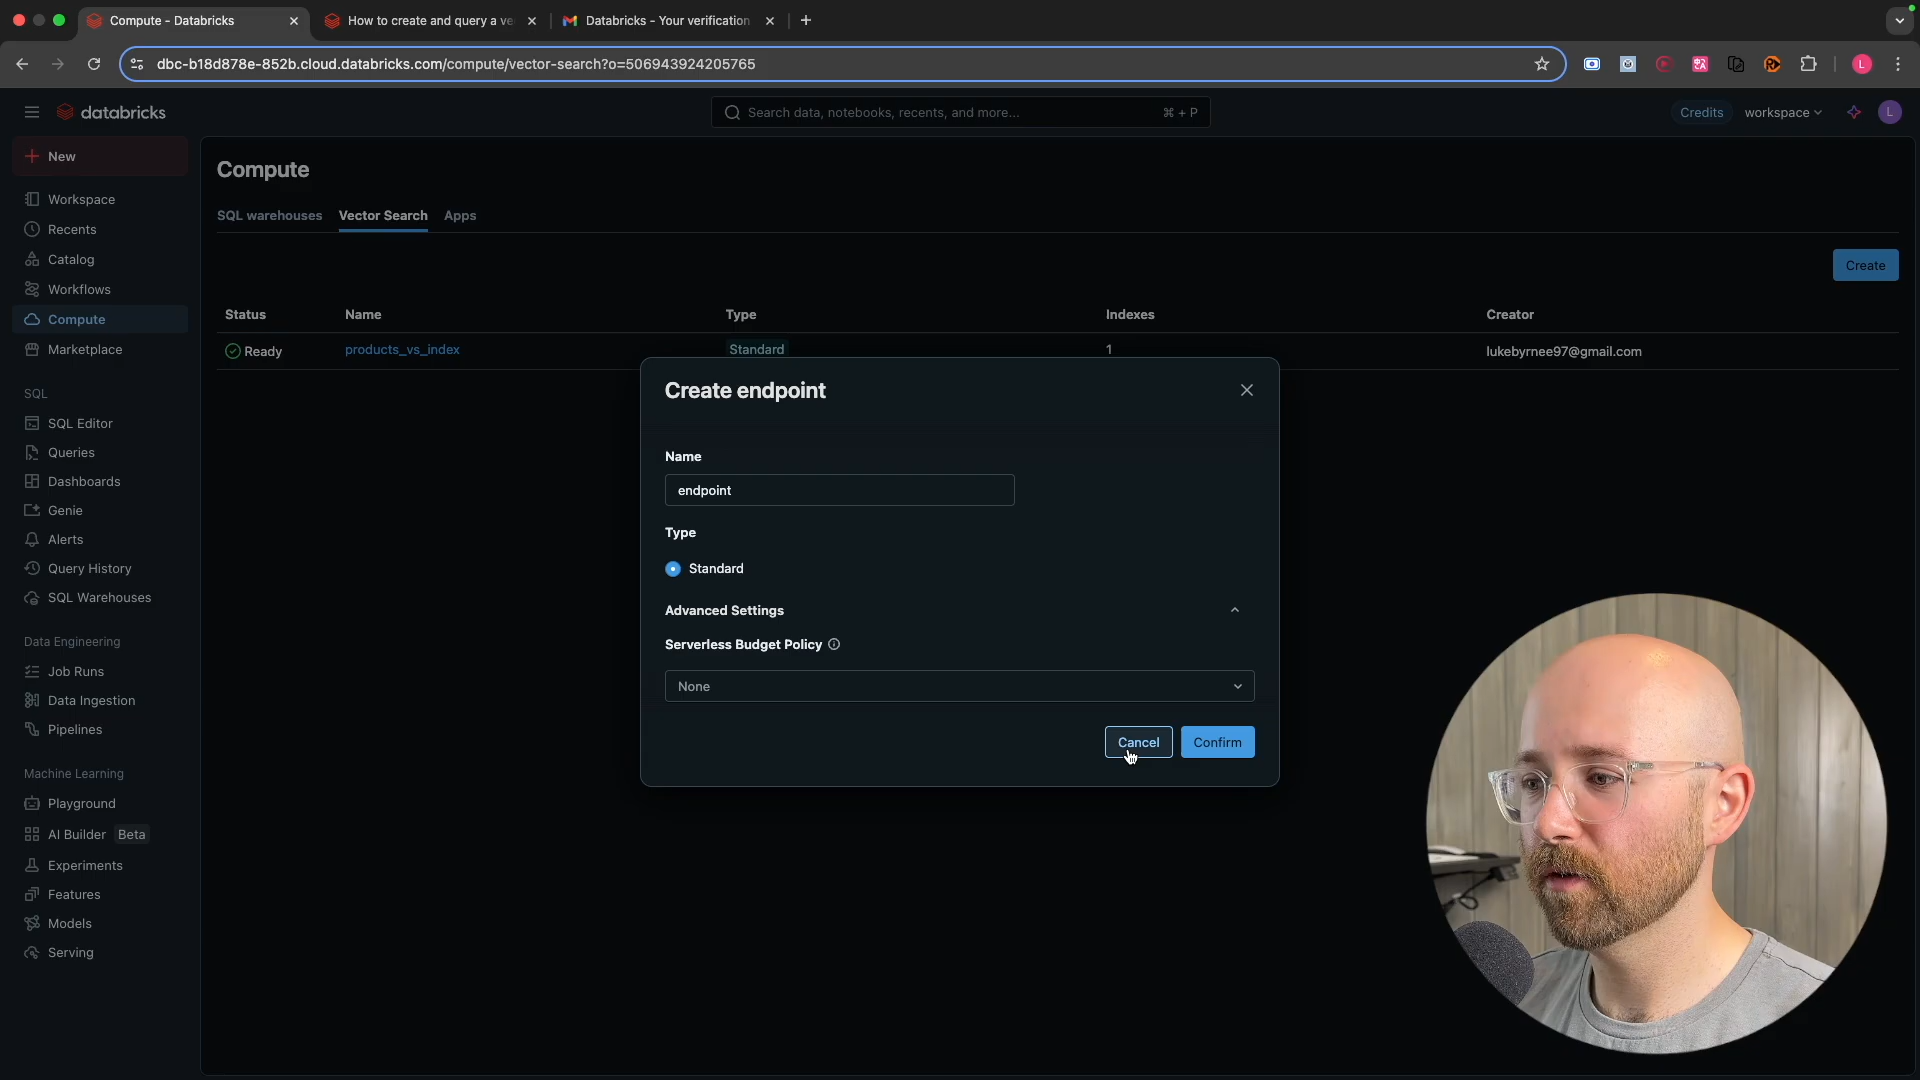 Compute - Databricks
How to create and query a ve
Databricks - Your verification
dbc-b18d878e-852b.cloud.databricks.com/compute/vector-search?o=506943924205765
L
databricks
Search data, notebooks, recents, and more...
⌘ + P
Credits
workspace
L
New
Workspace
Recents
Catalog
Workflows
Compute
Marketplace
SQL
SQL Editor
Queries
Dashboards
Genie
Alerts
Query History
SQL Warehouses
Data Engineering
Job Runs
Data Ingestion
Pipelines
Machine Learning
Playground
AI Builder Beta
Experiments
Features
Models
Serving
Compute
SQL warehouses Vector Search Apps
Create
Status Name Type Indexes Creator
Ready products_vs_index Standard 1 lukebyrnee97@gmail.com
Create endpoint
Name
endpoint
Type
Standard
Advanced Settings
Serverless Budget Policy
None
Cancel Confirm